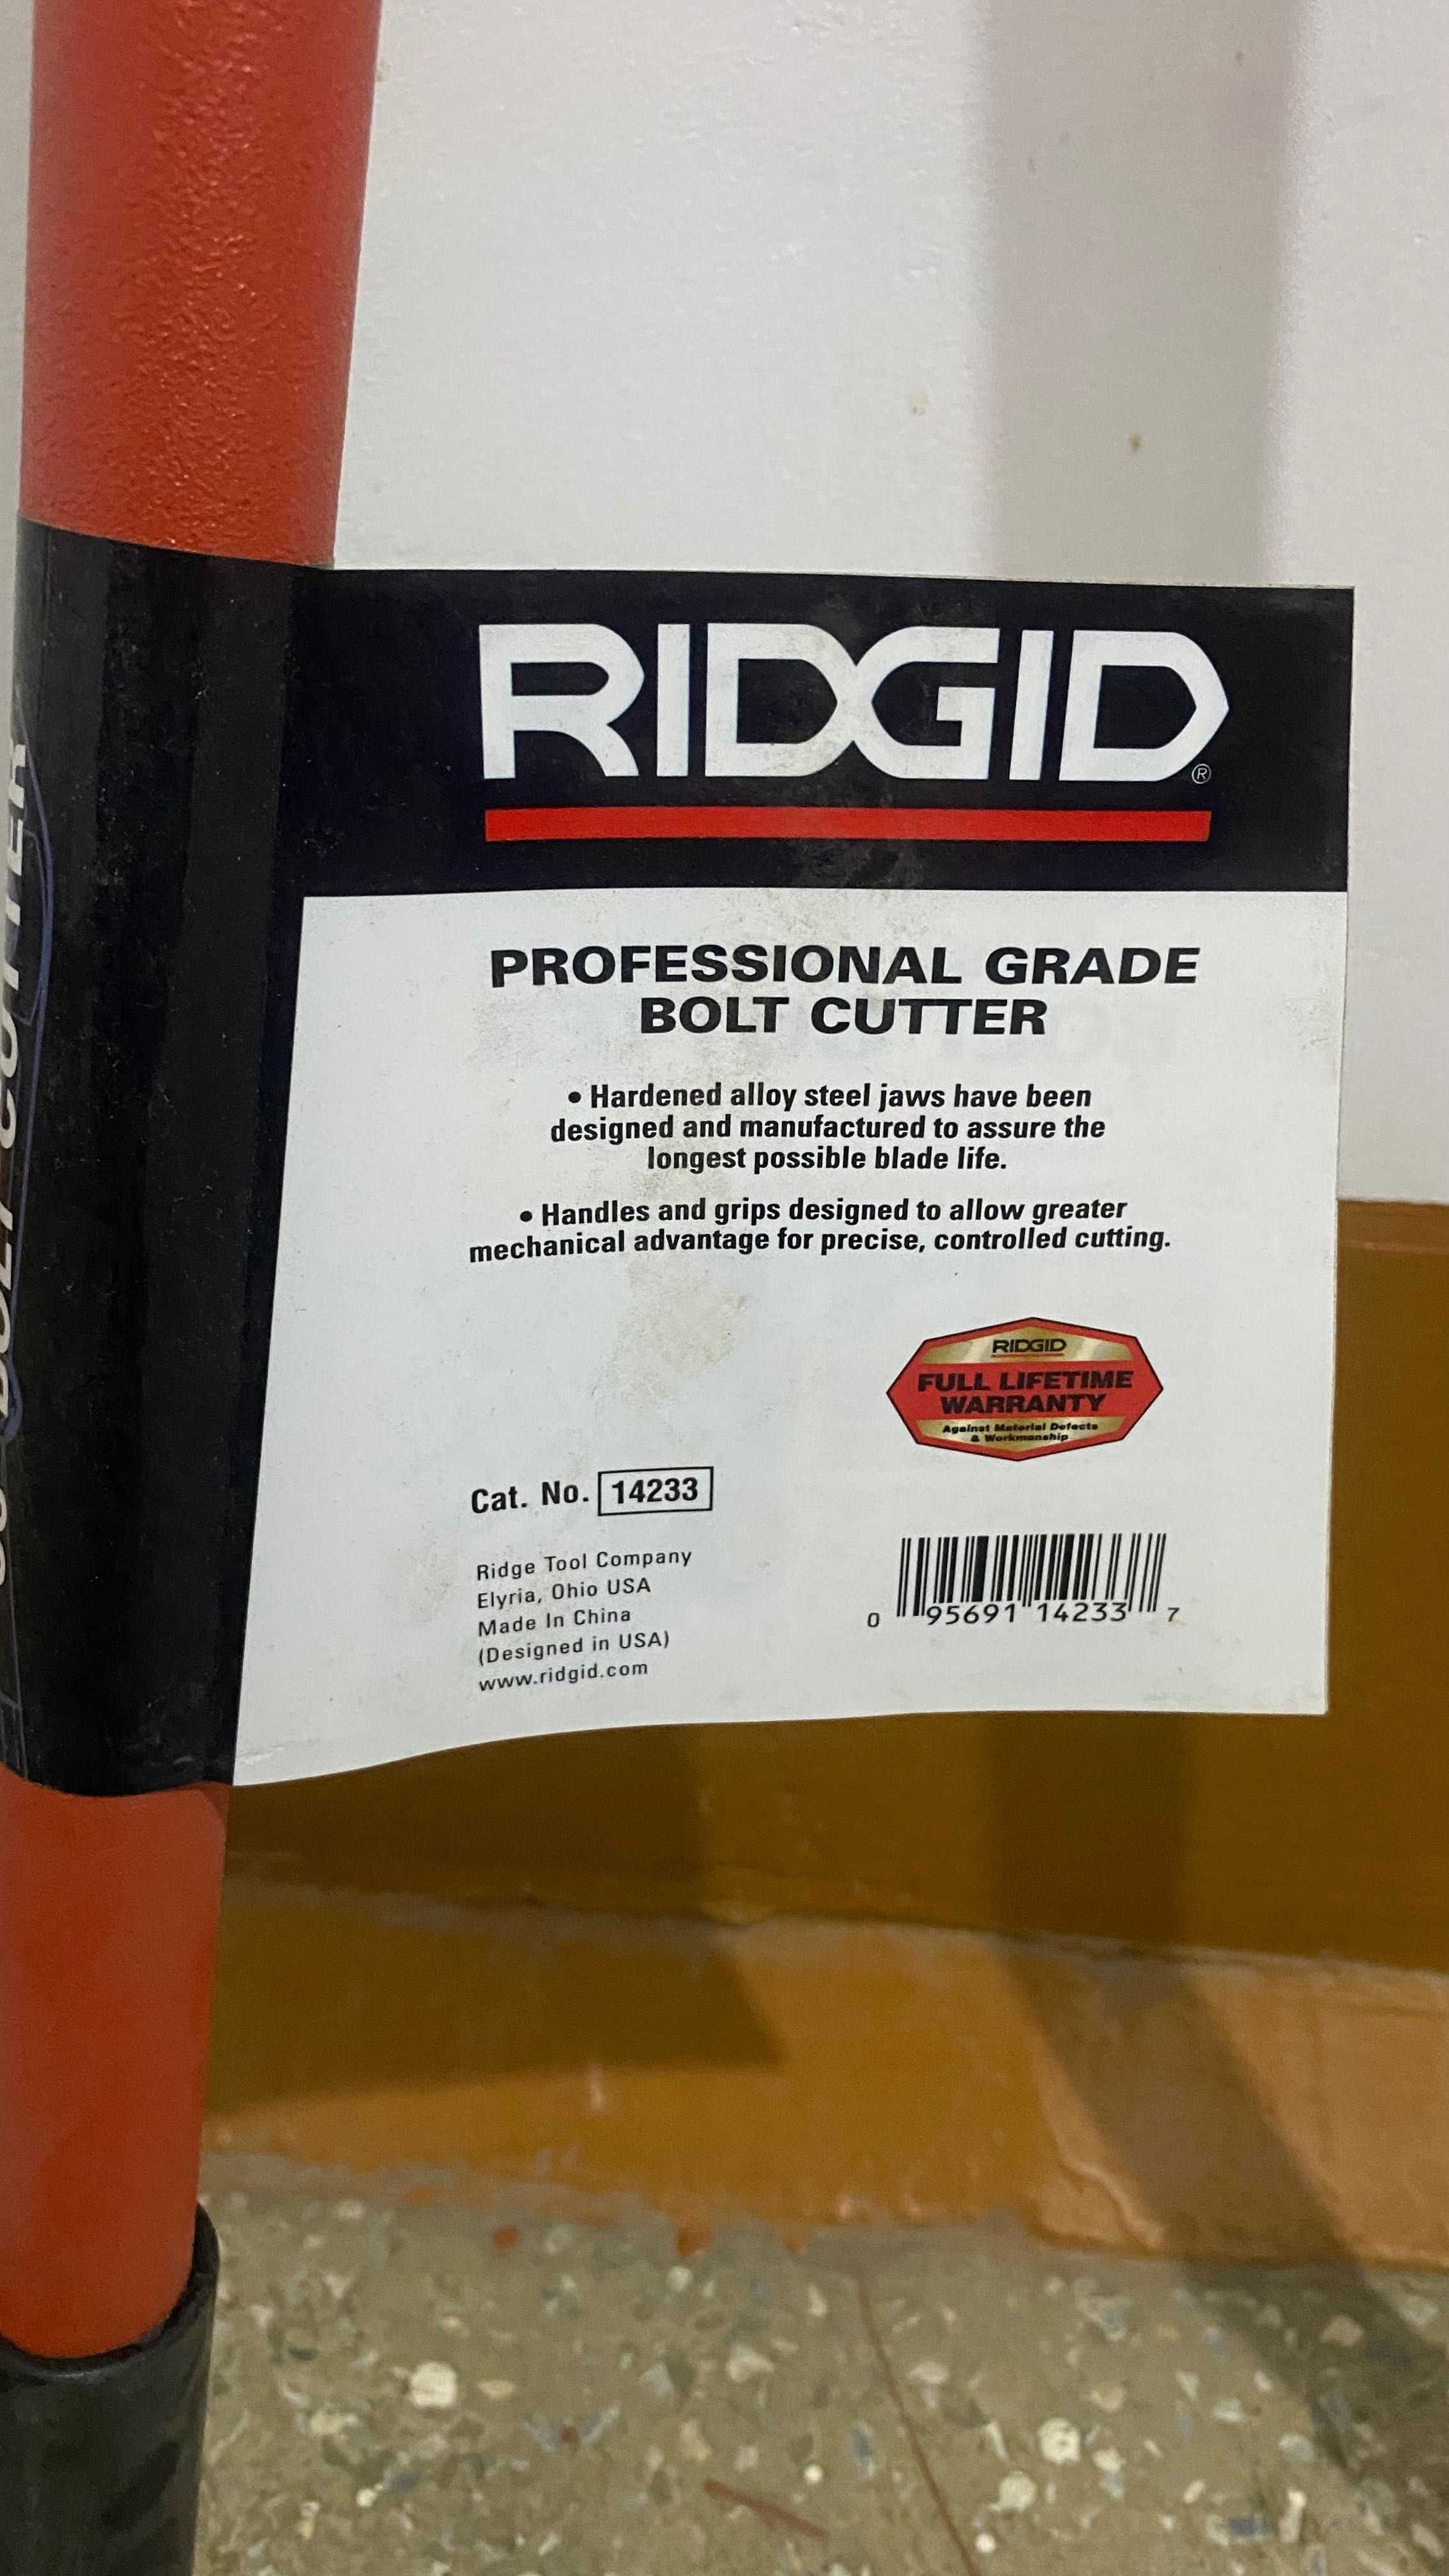 RIDGID®
PROFESSIONAL GRADE
BOLT CUTTER
• Hardened alloy steel jaws have been
designed and manufactured to assure the
longest possible blade life.
• Handles and grips designed to allow greater
mechanical advantage for precise, controlled cutting.
RIDGID
FULL LIFETIME
WARRANTY
Against Material Defects
& Workmanship
Cat. No. 14233
Ridge Tool Company
Elyria, Ohio USA
Made In China
(Designed in USA)
www.ridgid.com
0 95691 14233 7
BOLT CUTTER